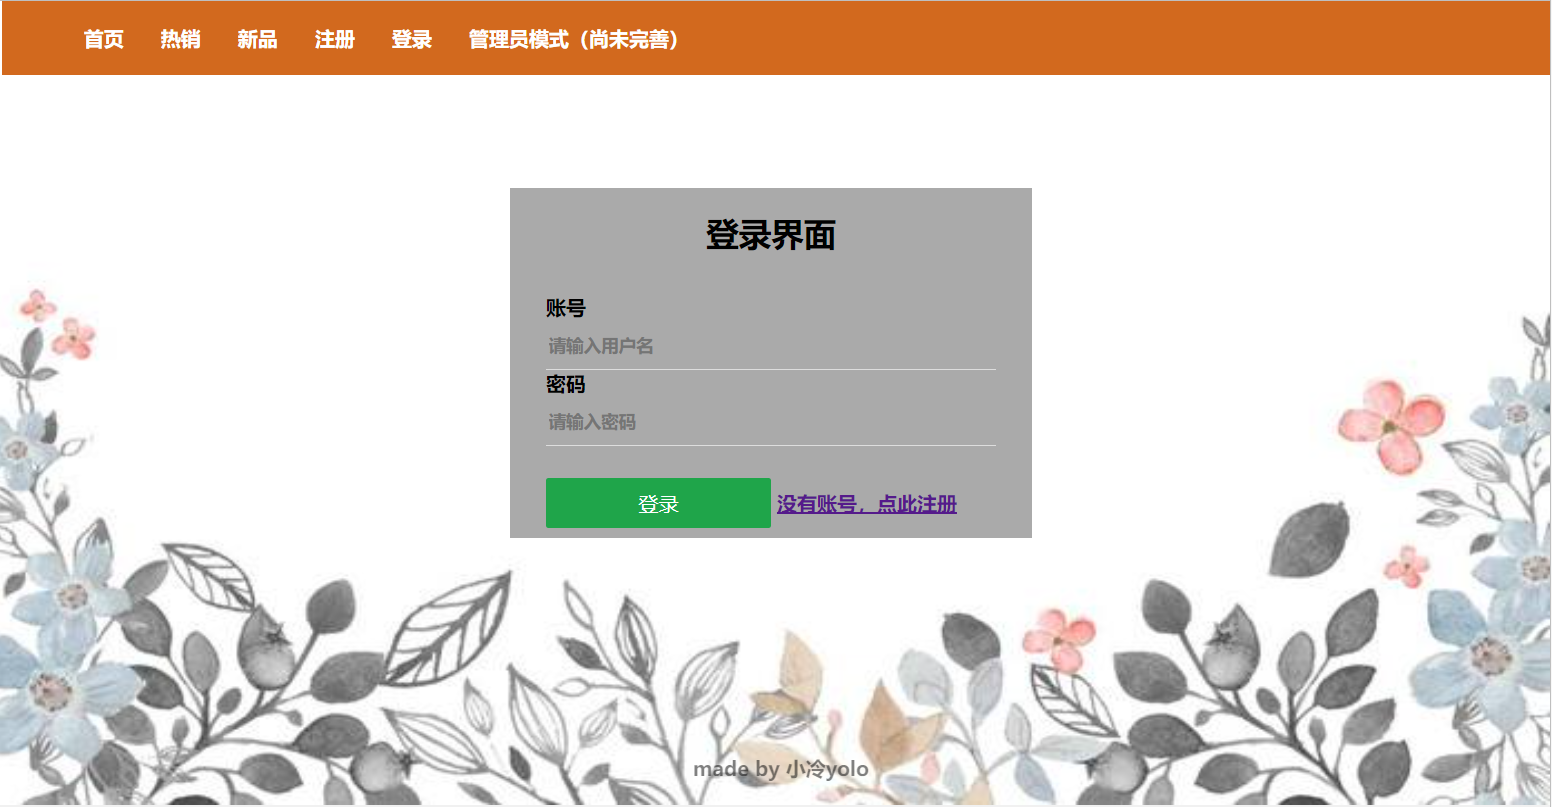 首页 热销 新品 注册 登录 管理员模式（尚未完善）
登录界面
账号
请输入用户名
密码
请输入密码
登录 没有账号，点此注册
made by 小冷yolo